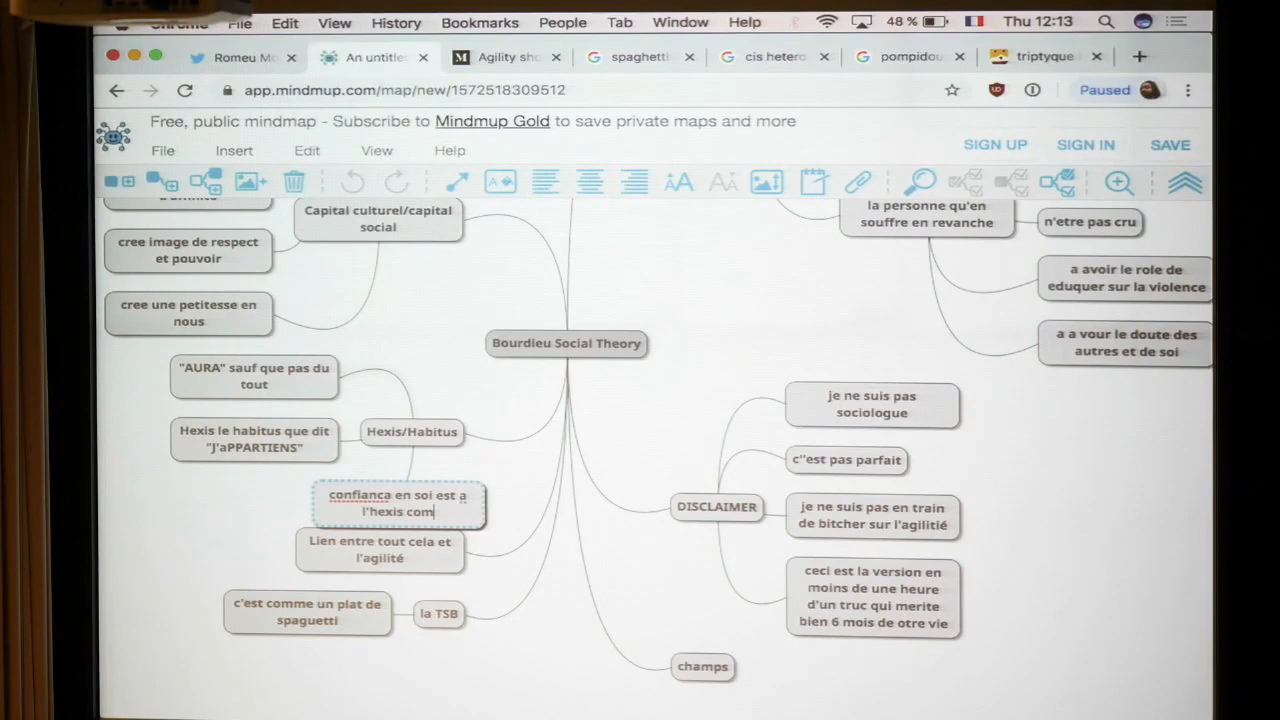 Chrome File Edit View History Bookmarks People Tab Window Help 48 % Thu 12:13
Romeu Mo
An untitle
Agility sho
spaghetti
cis hetero
pompidou
triptyque
app.mindmup.com/map/new/1572518309512
Paused
Free, public mindmap - Subscribe to Mindmup Gold to save private maps and more
File Insert Edit View Help
SIGN UP SIGN IN SAVE
Capital culturel/capital
social
cree image de respect
et pouvoir
cree une petitesse en
nous
la personne qu'en
souffre en revanche
n'etre pas cru
a avoir le role de
eduquer sur la violence
a a vour le doute des
autres et de soi
Bourdieu Social Theory
"AURA" sauf que pas du
tout
Hexis le habitus que dit
"J'aPPARTIENS"
Hexis/Habitus
confianca en soi est a
l'hexis com
Lien entre tout cela et
l'agilité
c'est comme un plat de
spaguetti
la TSB
DISCLAIMER
je ne suis pas
sociologue
c''est pas parfait
je ne suis pas en train
de bitcher sur l'agilitié
ceci est la version en
moins de une heure
d'un truc qui merite
bien 6 mois de otre vie
champs